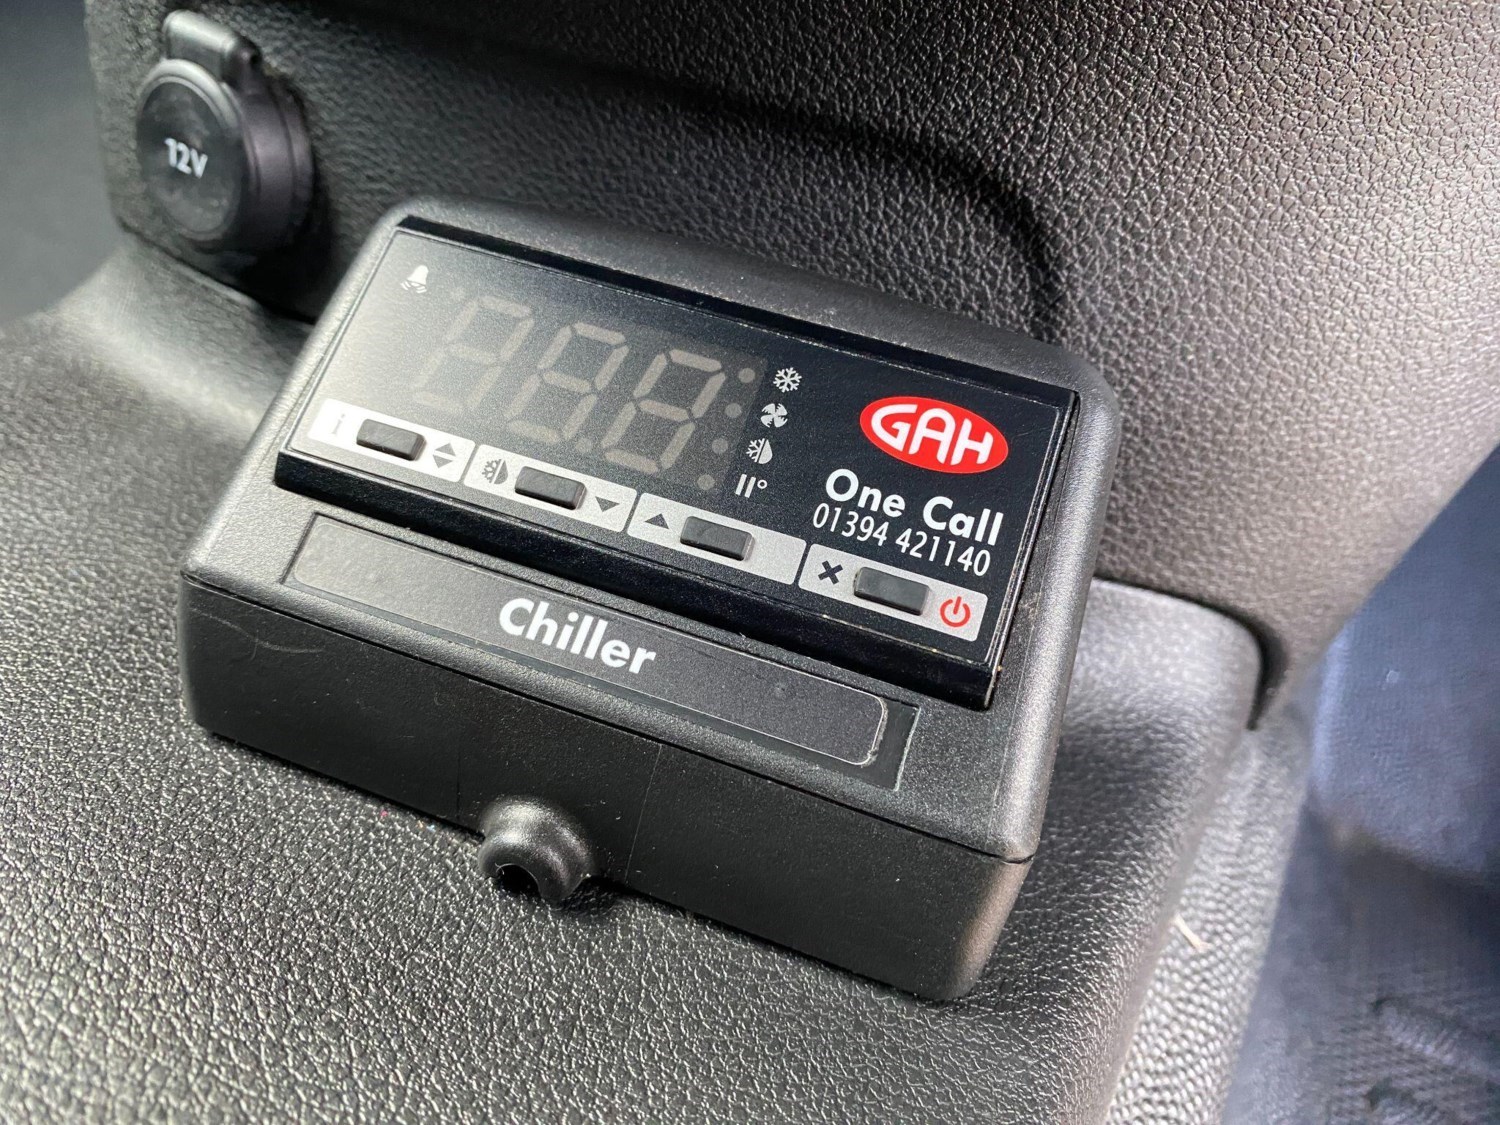 12V
GAH
One Call
01394 421140
i
Chiller